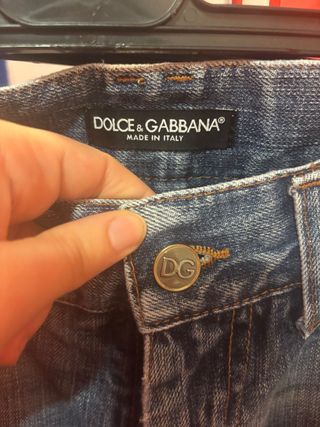 DOLCE & GABBANA®
MADE IN ITALY
DG